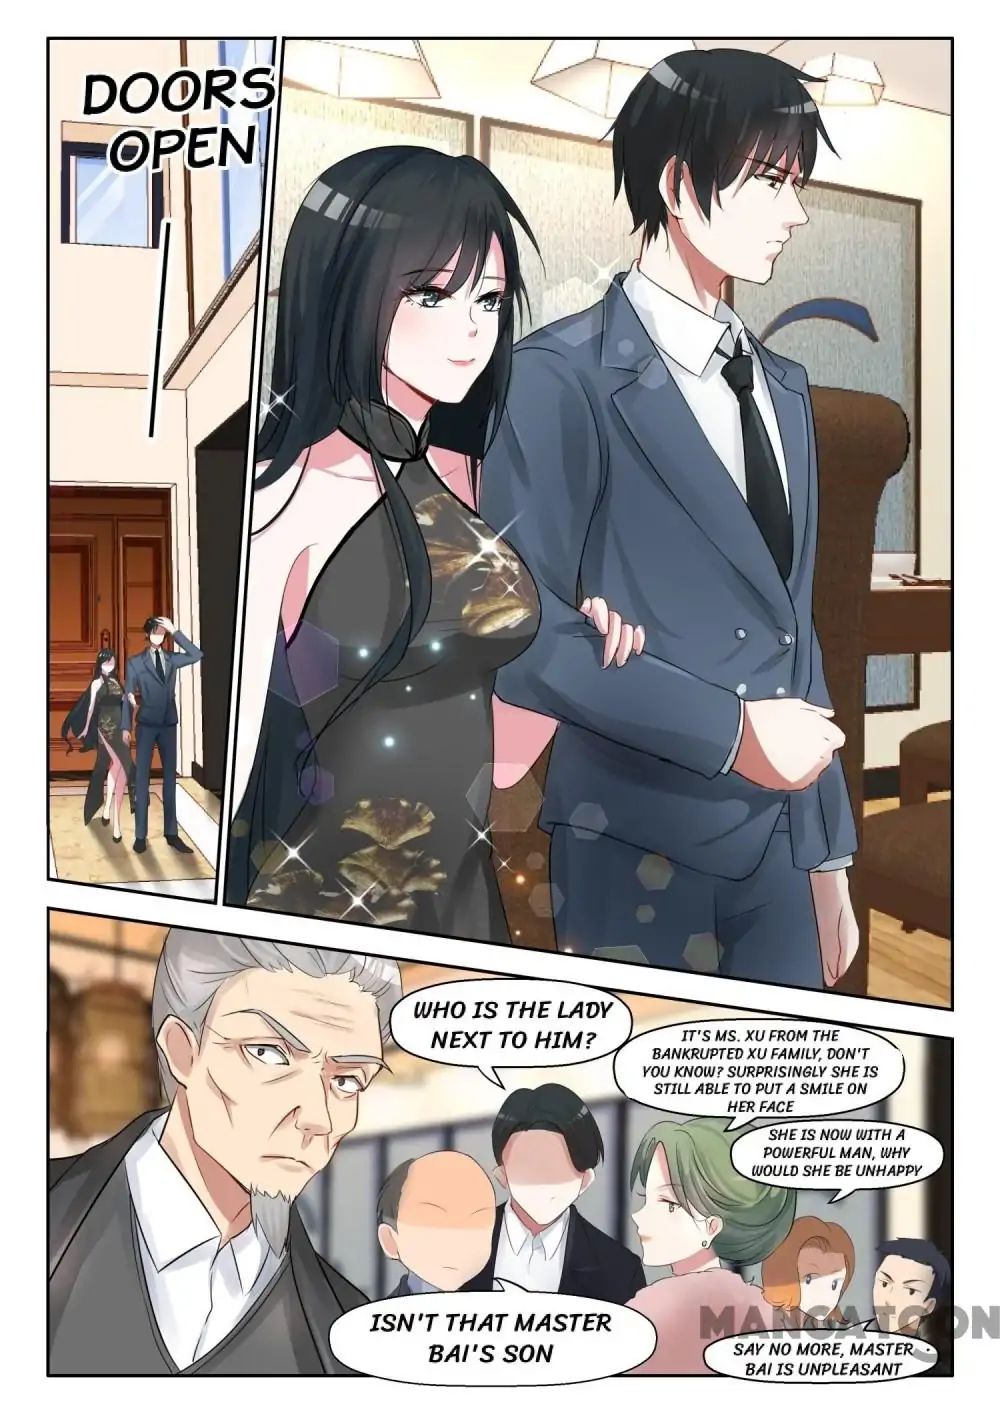 DOORS
OPEN
WHO IS THE LADY
NEXT TO HIM?
IT'S MS. XU FROM THE
BANKRUPTED XU FAMILY, DON'T
YOU KNOW? SURPRISINGLY SHE IS
STILL ABLE TO PUT A SMILE ON
HER FACE
SHE IS NOW WITH A
POWERFUL MAN, WHY
WOULD SHE BE UNHAPPY
ISN'T THAT MASTER
BAI'S SON
MANGATOON
SAY NO MORE, MASTER
BAI IS UNPLEASANT